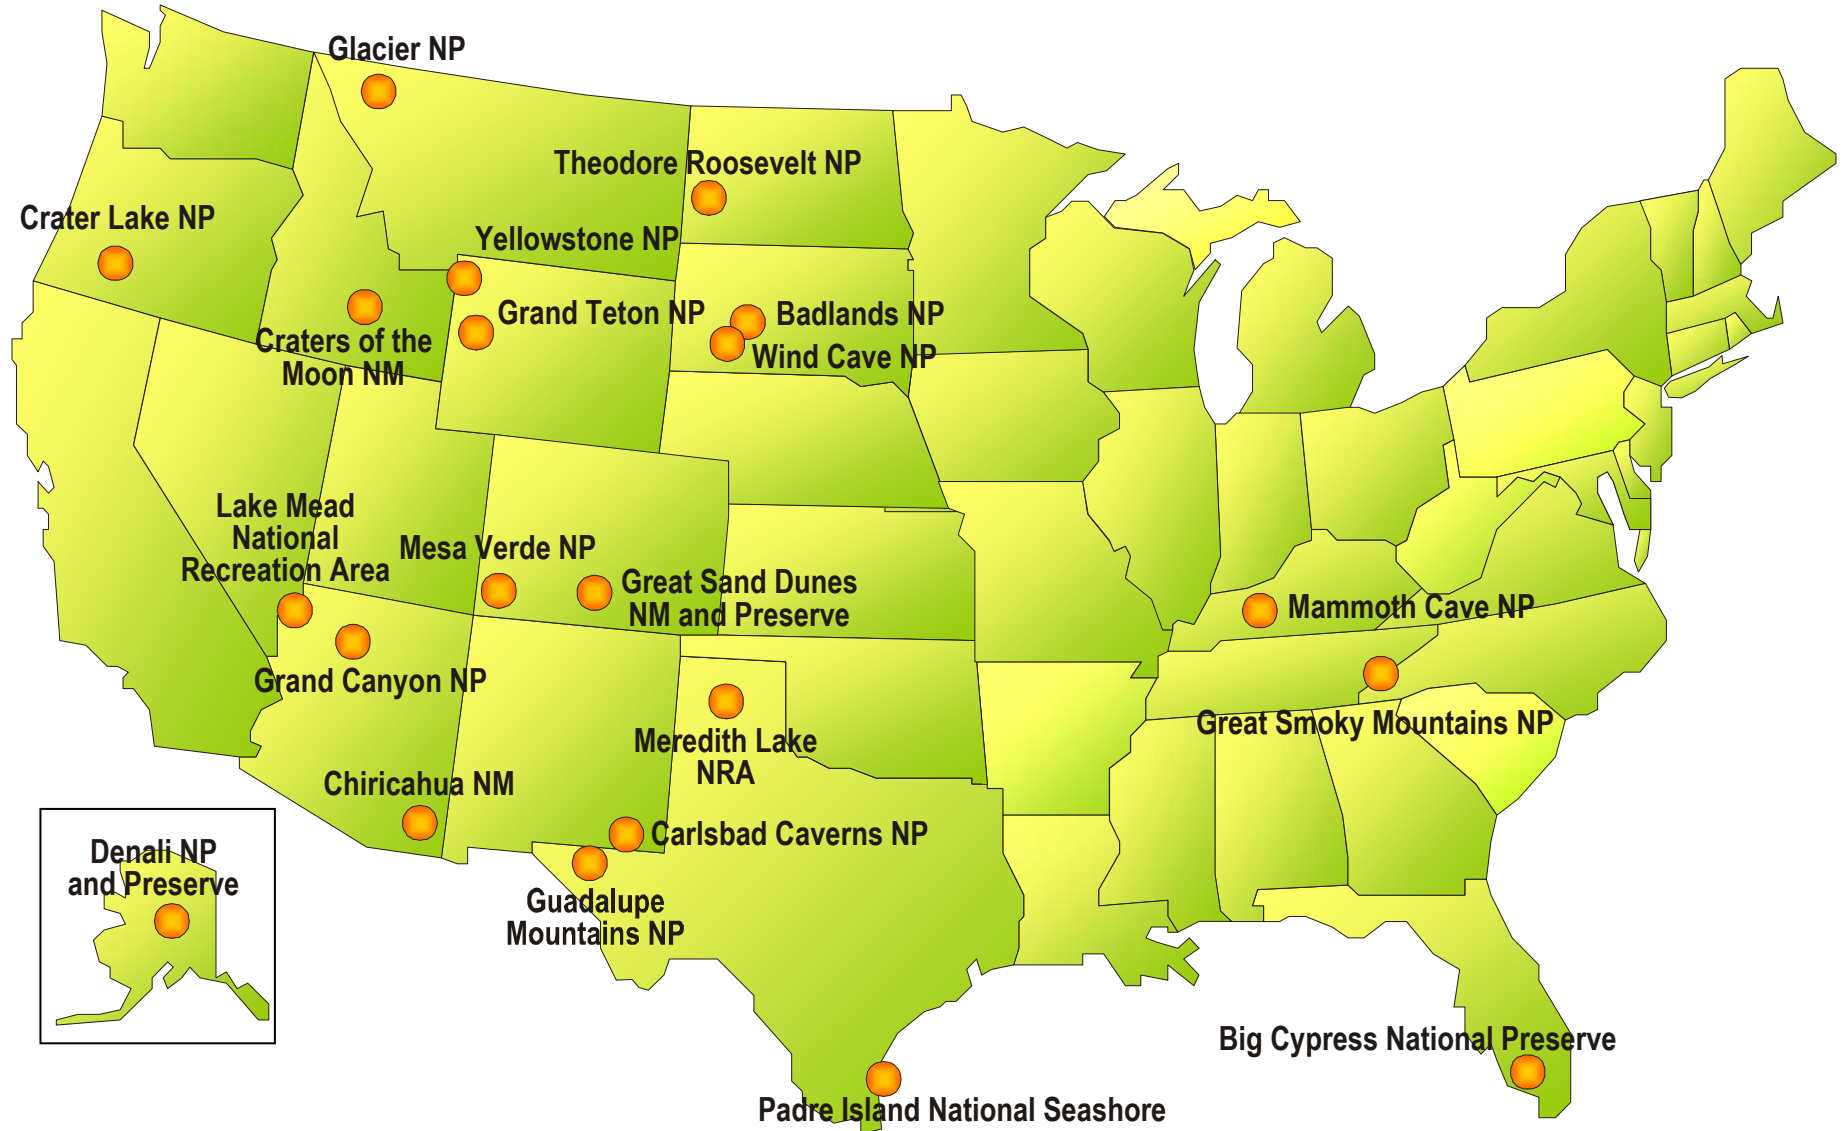 Glacier NP
Theodore Roosevelt NP
Crater Lake NP
Yellowstone NP
Grand Teton NP
Badlands NP
Craters of the
Moon NM
Wind Cave NP
Lake Mead
National
Recreation Area
Mesa Verde NP
Great Sand Dunes
NM and Preserve
Mammoth Cave NP
Grand Canyon NP
Great Smoky Mountains NP
Meredith Lake
NRA
Chiricahua NM
Carlsbad Caverns NP
Denali NP
and Preserve
Guadalupe
Mountains NP
Big Cypress National Preserve
Padre Island National Seashore